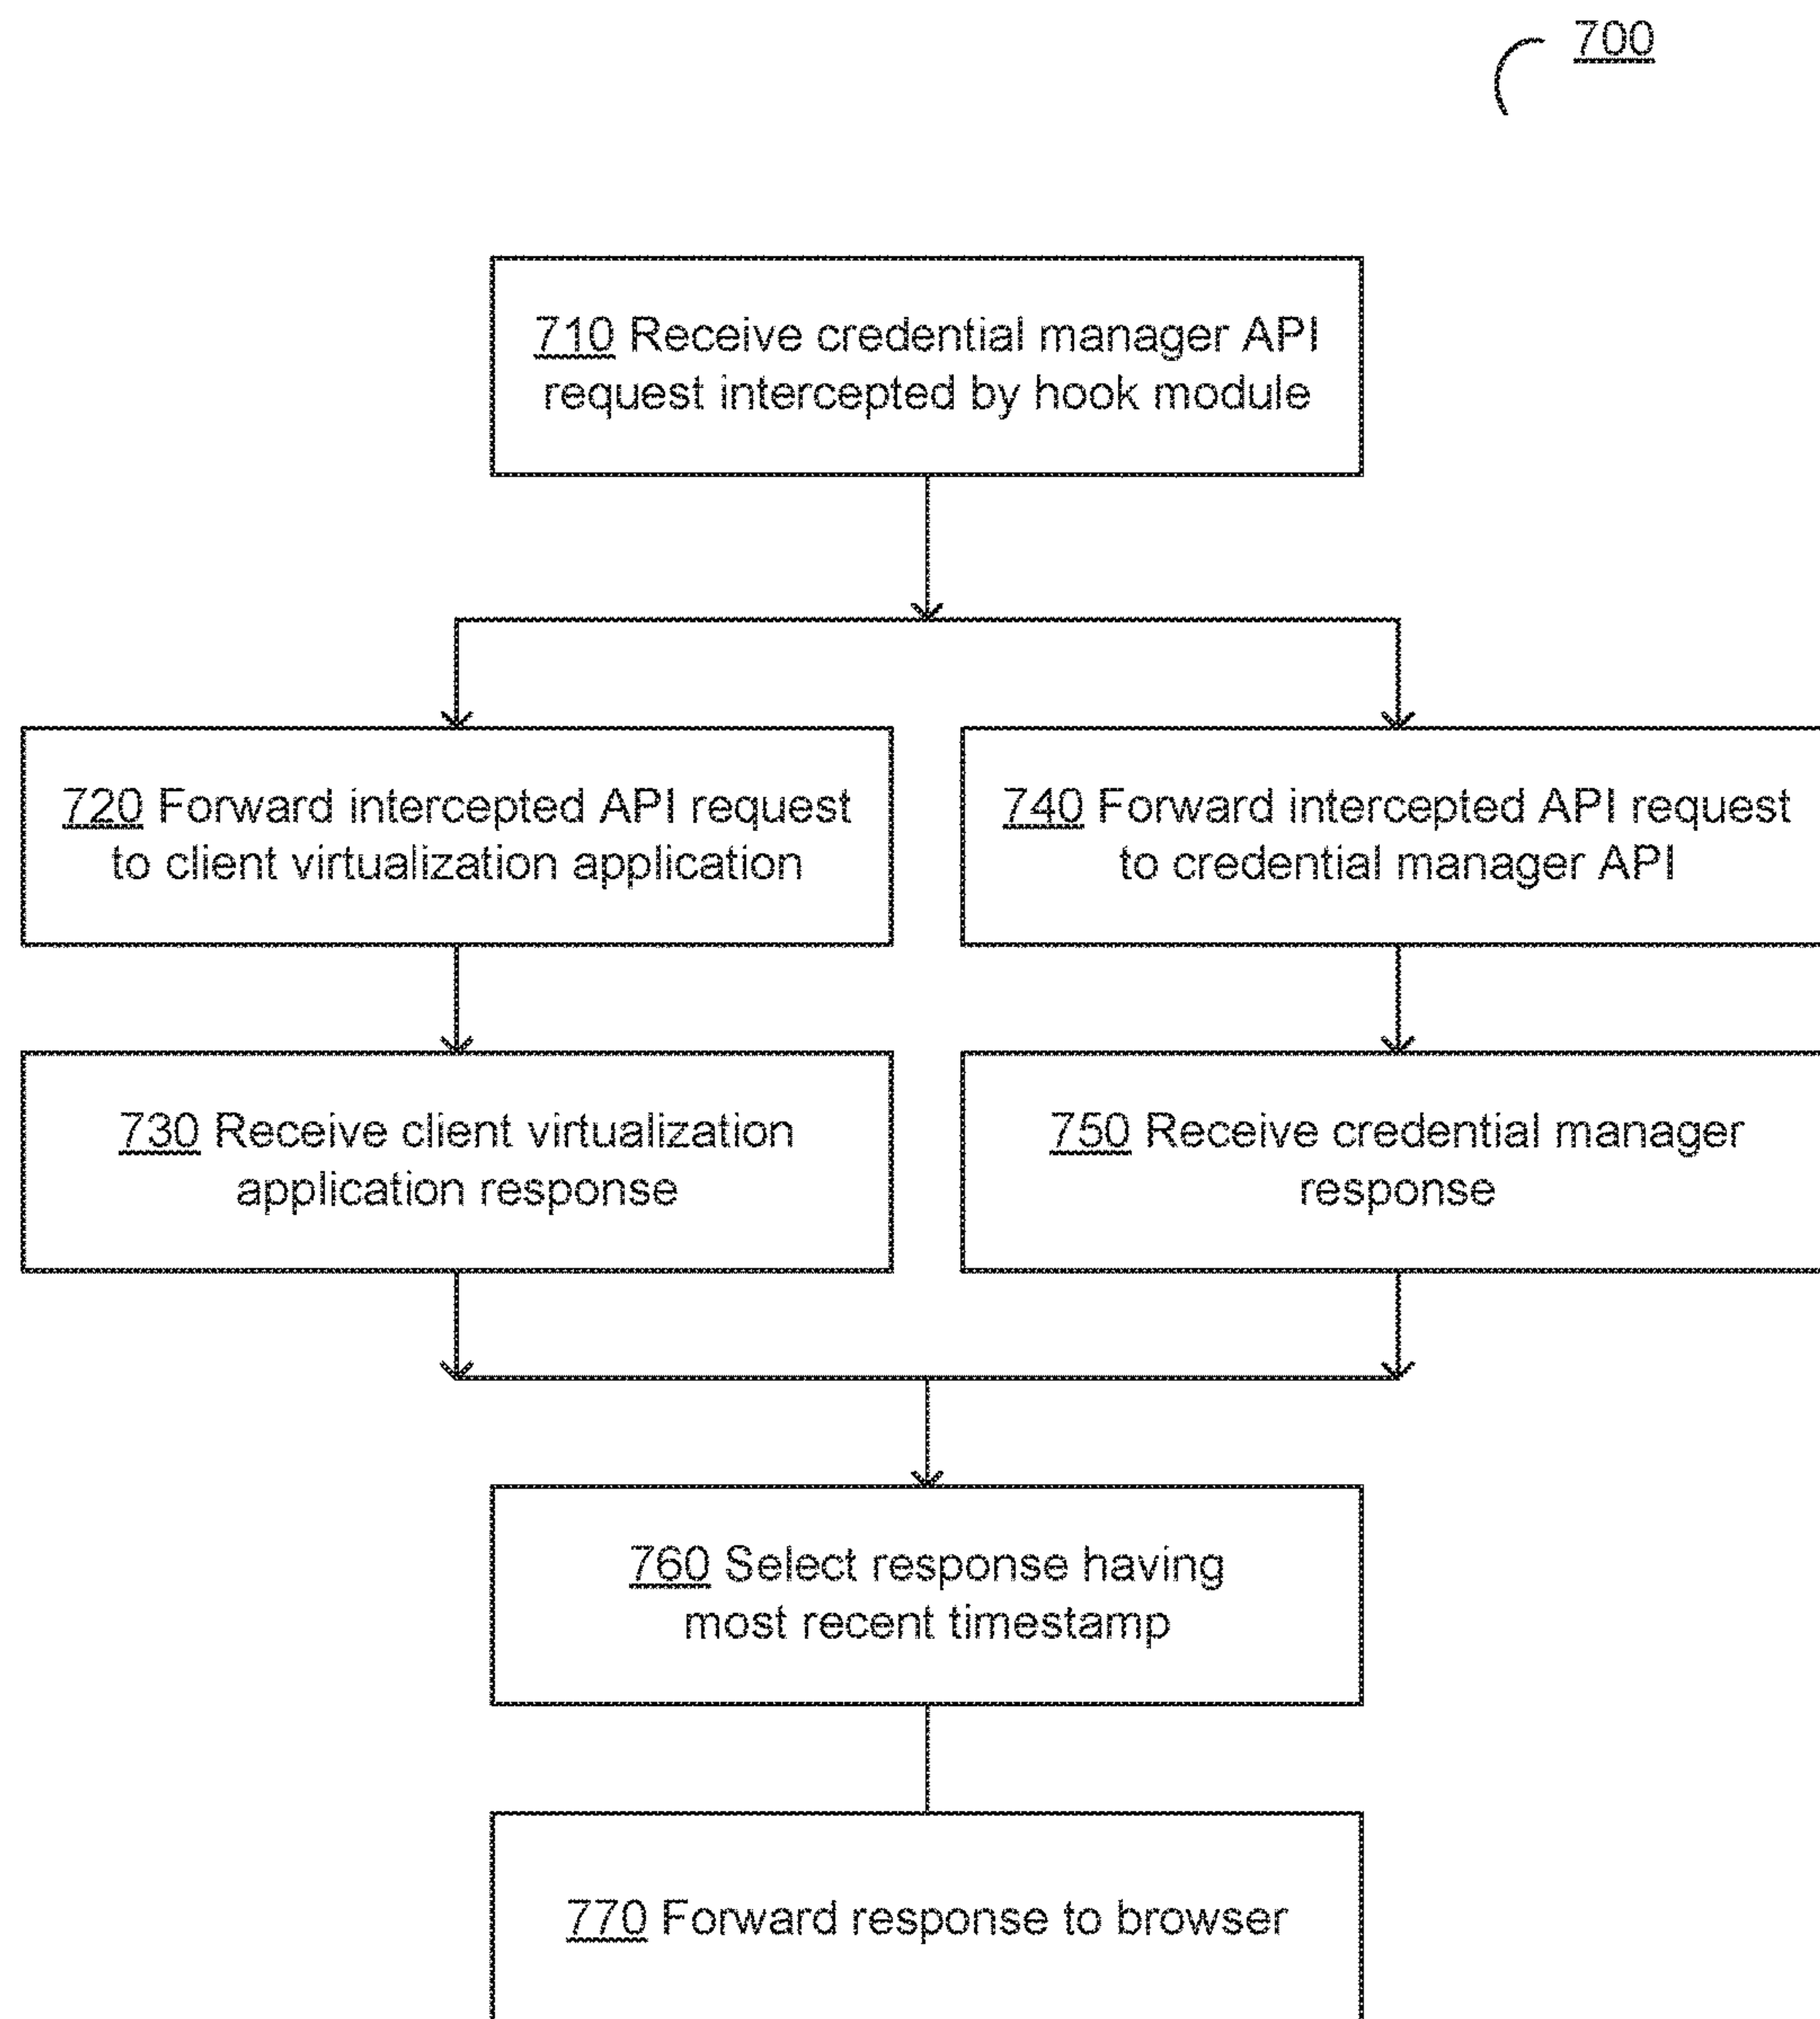 700
710 Receive credential manager API
request intercepted by hook module
720 Forward intercepted API request
to client virtualization application
740 Forward intercepted API request
to credential manager API
730 Receive client virtualization
application response
750 Receive credential manager
response
760 Select response having
most recent timestamp
770 Forward response to browser